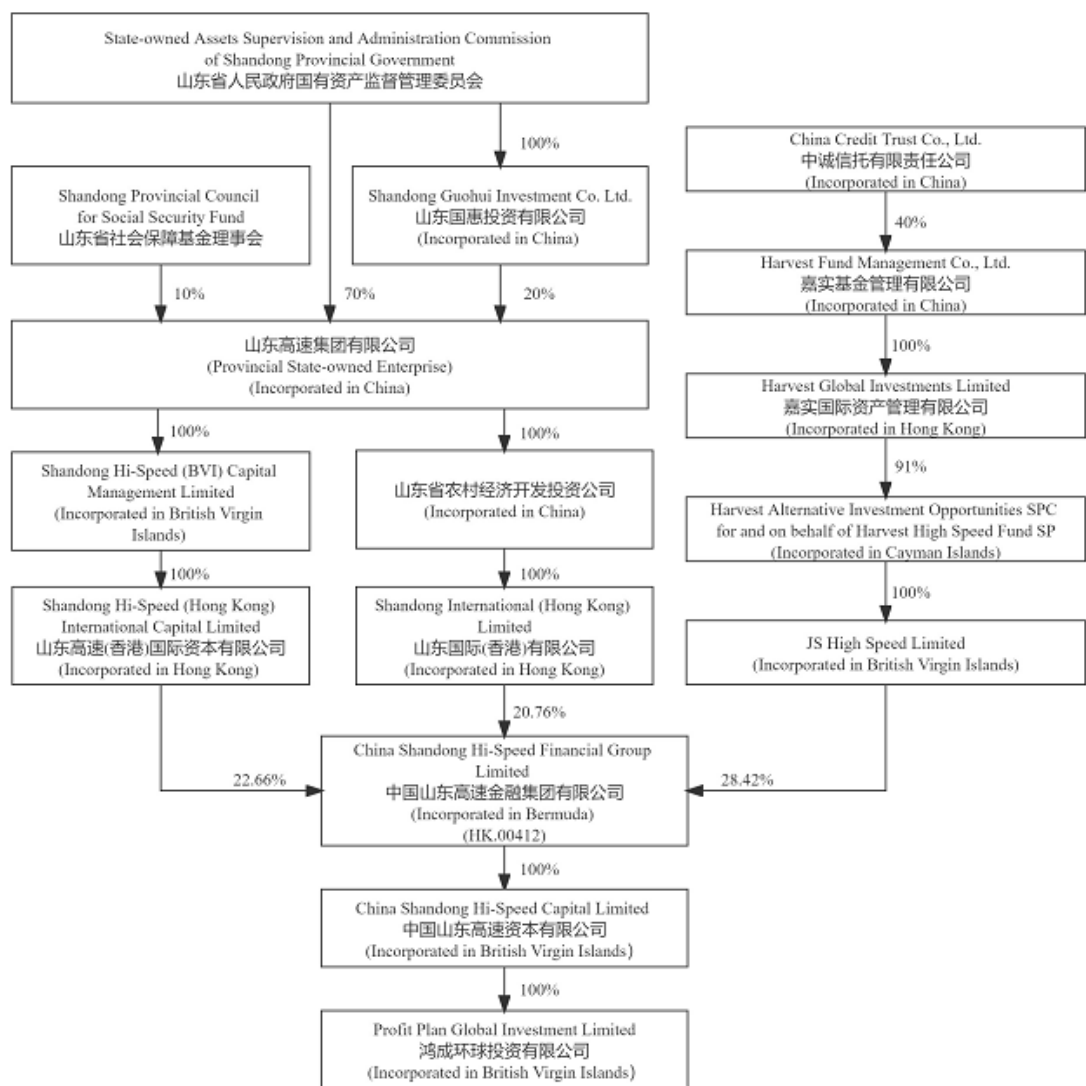 State-owned Assets Supervision and Administration Commission
of Shandong Provincial Government
山东省人民政府国有资产监督管理委员会
100%
China Credit Trust Co., Ltd.
中诚信托有限责任公司
(Incorporated in China)
Shandong Provincial Council
for Social Security Fund
山东省社会保障基金理事会
Shandong Guohui Investment Co. Ltd.
山东国惠投资有限公司
(Incorporated in China)
40%
Harvest Fund Management Co., Ltd.
嘉实基金管理有限公司
(Incorporated in China)
10%
70%
20%
山东高速集团有限公司
(Provincial State-owned Enterprise)
(Incorporated in China)
100%
Harvest Global Investments Limited
嘉实国际资产管理有限公司
(Incorporated in Hong Kong)
100%
100%
91%
Shandong Hi-Speed (BVI) Capital
Management Limited
(Incorporated in British Virgin
Islands)
山东省农村经济开发投资公司
(Incorporated in China)
Harvest Alternative Investment Opportunities SPC
for and on behalf of Harvest High Speed Fund SP
(Incorporated in Cayman Islands)
100%
100%
100%
Shandong Hi-Speed (Hong Kong)
International Capital Limited
山东高速(香港)国际资本有限公司
(Incorporated in Hong Kong)
Shandong International (Hong Kong)
Limited
山东国际(香港)有限公司
(Incorporated in Hong Kong)
JS High Speed Limited
(Incorporated in British Virgin Islands)
20.76%
22.66%
China Shandong Hi-Speed Financial Group
Limited
中国山东高速金融集团有限公司
(Incorporated in Bermuda)
(HK.00412)
28.42%
100%
China Shandong Hi-Speed Capital Limited
中国山东高速资本有限公司
(Incorporated in British Virgin Islands)
100%
Profit Plan Global Investment Limited
鸿成环球投资有限公司
(Incorporated in British Virgin Islands)